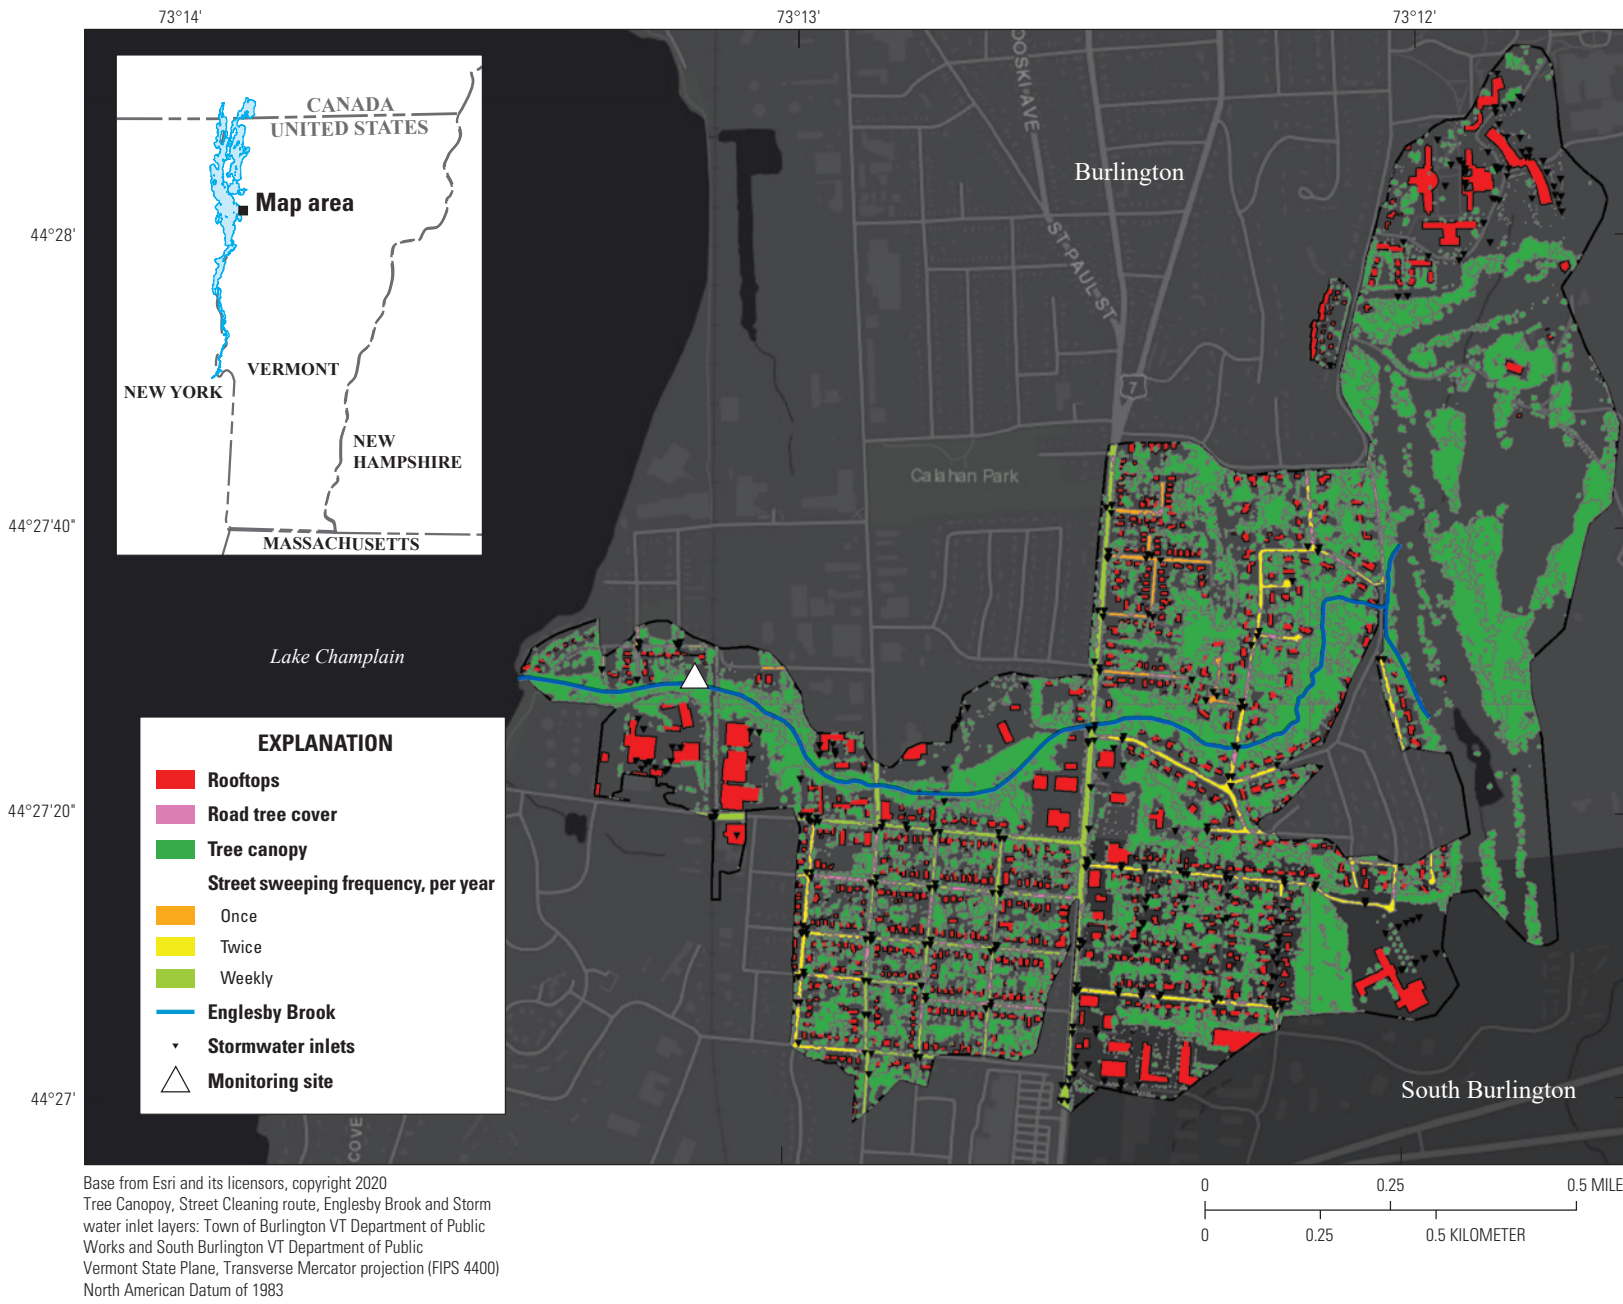 73°14'
73°13'
73°12'
44°28'
44°27'40"
44°27'20"
44°27'
CANADA
UNITED STATES
Map area
VERMONT
NEW YORK
NEW
HAMPSHIRE
MASSACHUSETTS
OOSKI AVE
Burlington
ST PAUL ST
7
Calahan Park
Lake Champlain
South Burlington
COVE
EXPLANATION
Rooftops
Road tree cover
Tree canopy
Street sweeping frequency, per year
Once
Twice
Weekly
Englesby Brook
Stormwater inlets
Monitoring site
Base from Esri and its licensors, copyright 2020
Tree Canopoy, Street Cleaning route, Englesby Brook and Storm
water inlet layers: Town of Burlington VT Department of Public
Works and South Burlington VT Department of Public
Vermont State Plane, Transverse Mercator projection (FIPS 4400)
North American Datum of 1983
0 0.25 0.5 MILE
0 0.25 0.5 KILOMETER